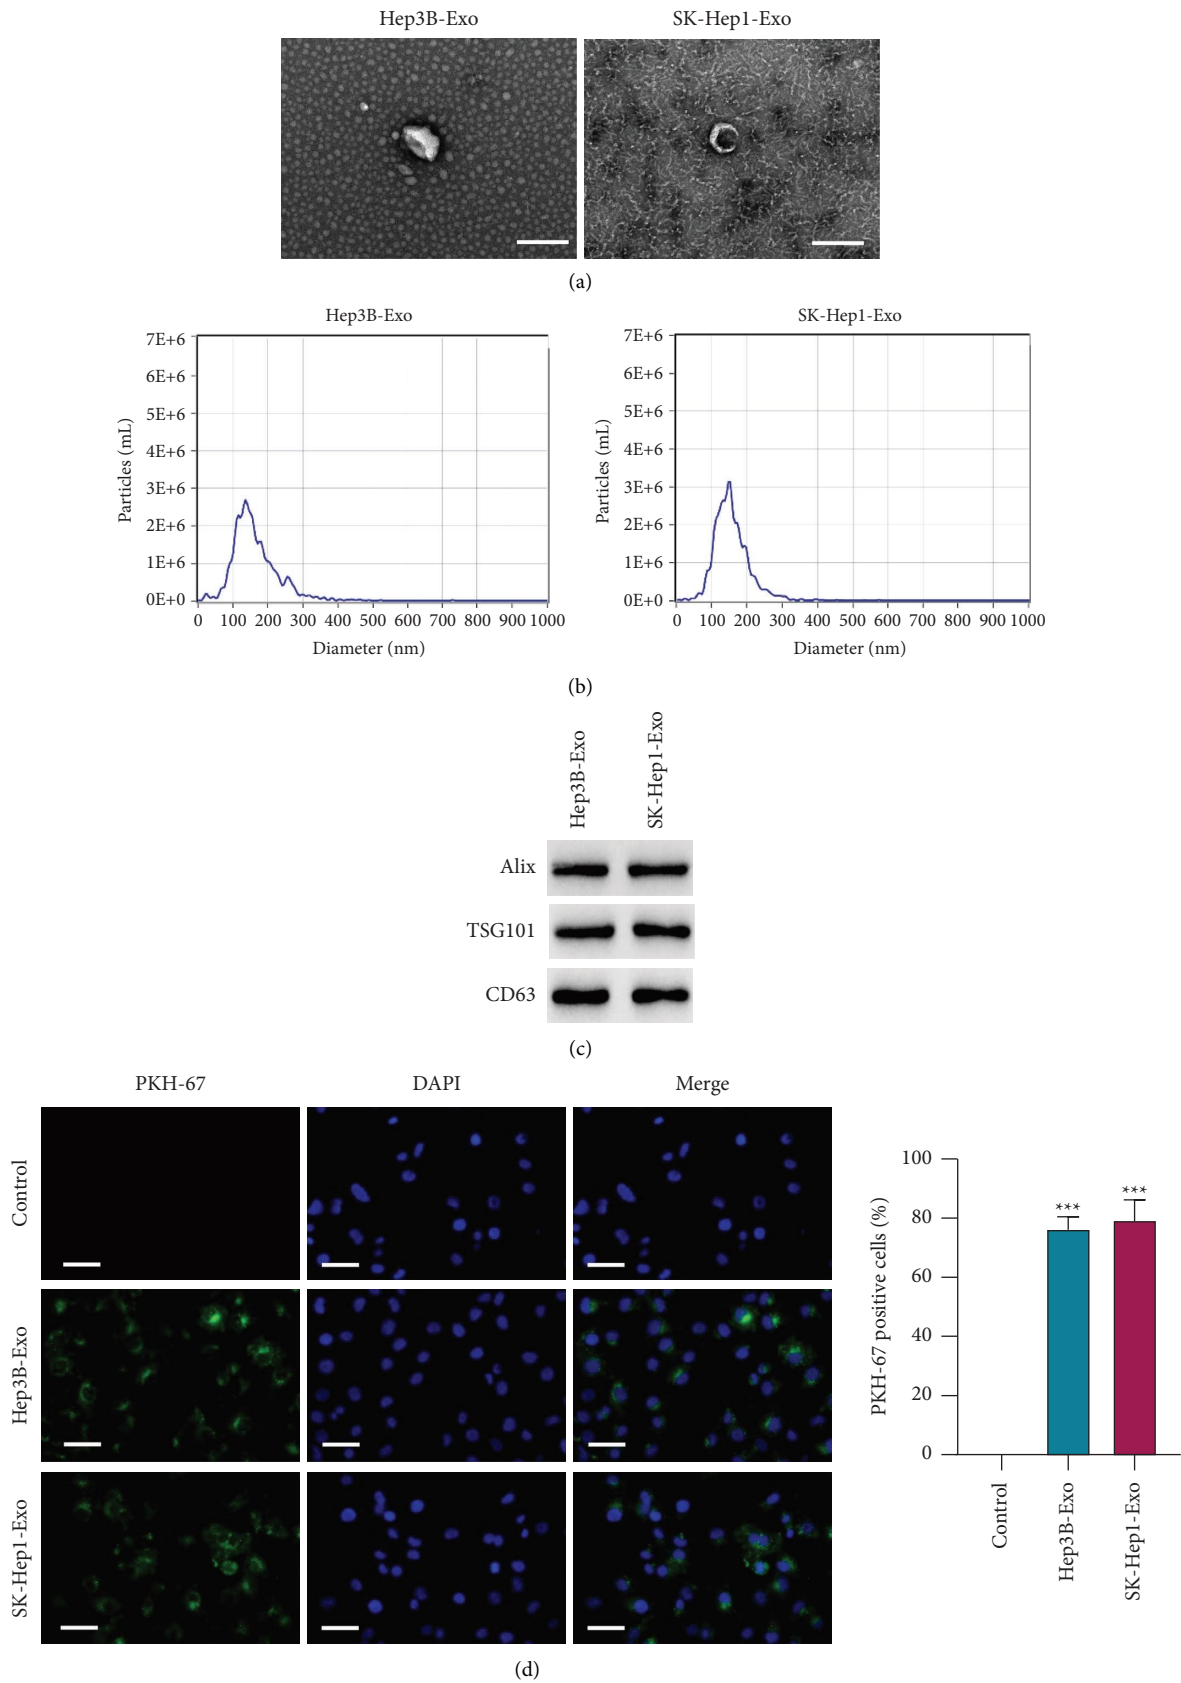 Hep3B-Exo SK-Hep1-Exo
(a)
Hep3B-Exo
7E+6
6E+6
5E+6
4E+6
3E+6
2E+6
1E+6
0E+0
Particles (mL)
0 100 200 300 400 500 600 700 800 900 1000
Diameter (nm)
SK-Hep1-Exo
7E+6
6E+6
5E+6
4E+6
3E+6
2E+6
1E+6
0E+0
Particles (mL)
0 100 200 300 400 500 600 700 800 900 1000
Diameter (nm)
(b)
Hep3B-Exo
SK-Hep1-Exo
Alix
TSG101
CD63
(c)
PKH-67 DAPI Merge
Control
Hep3B-Exo
SK-Hep1-Exo
PKH-67 positive cells (%)
100
80
60
40
20
0
***
***
Control
Hep3B-Exo
SK-Hep1-Exo
(d)